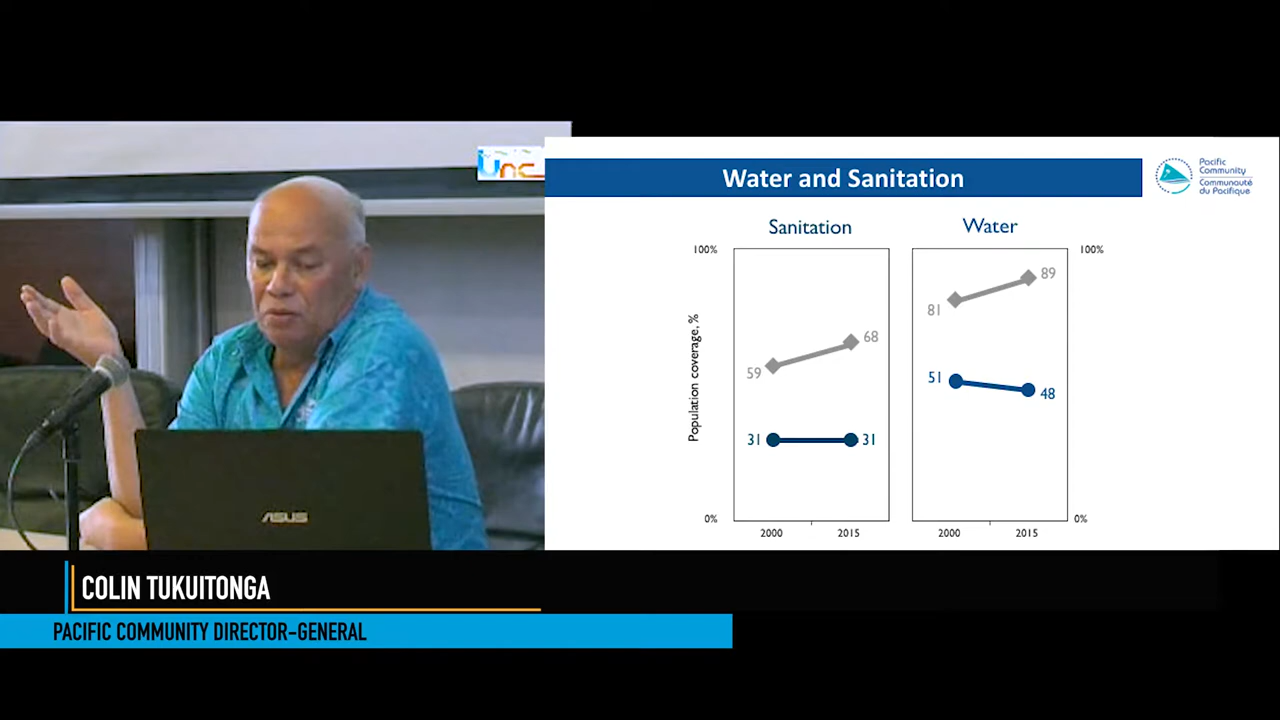 Unc
Water and Sanitation
Pacific
Community
Communauté
du Pacifique
Sanitation
Water
100%
100%
Population coverage, %
59
68
31
31
81
89
51
48
0%
0%
2000
2015
2000
2015
ASUS
COLIN TUKUITONGA
PACIFIC COMMUNITY DIRECTOR-GENERAL